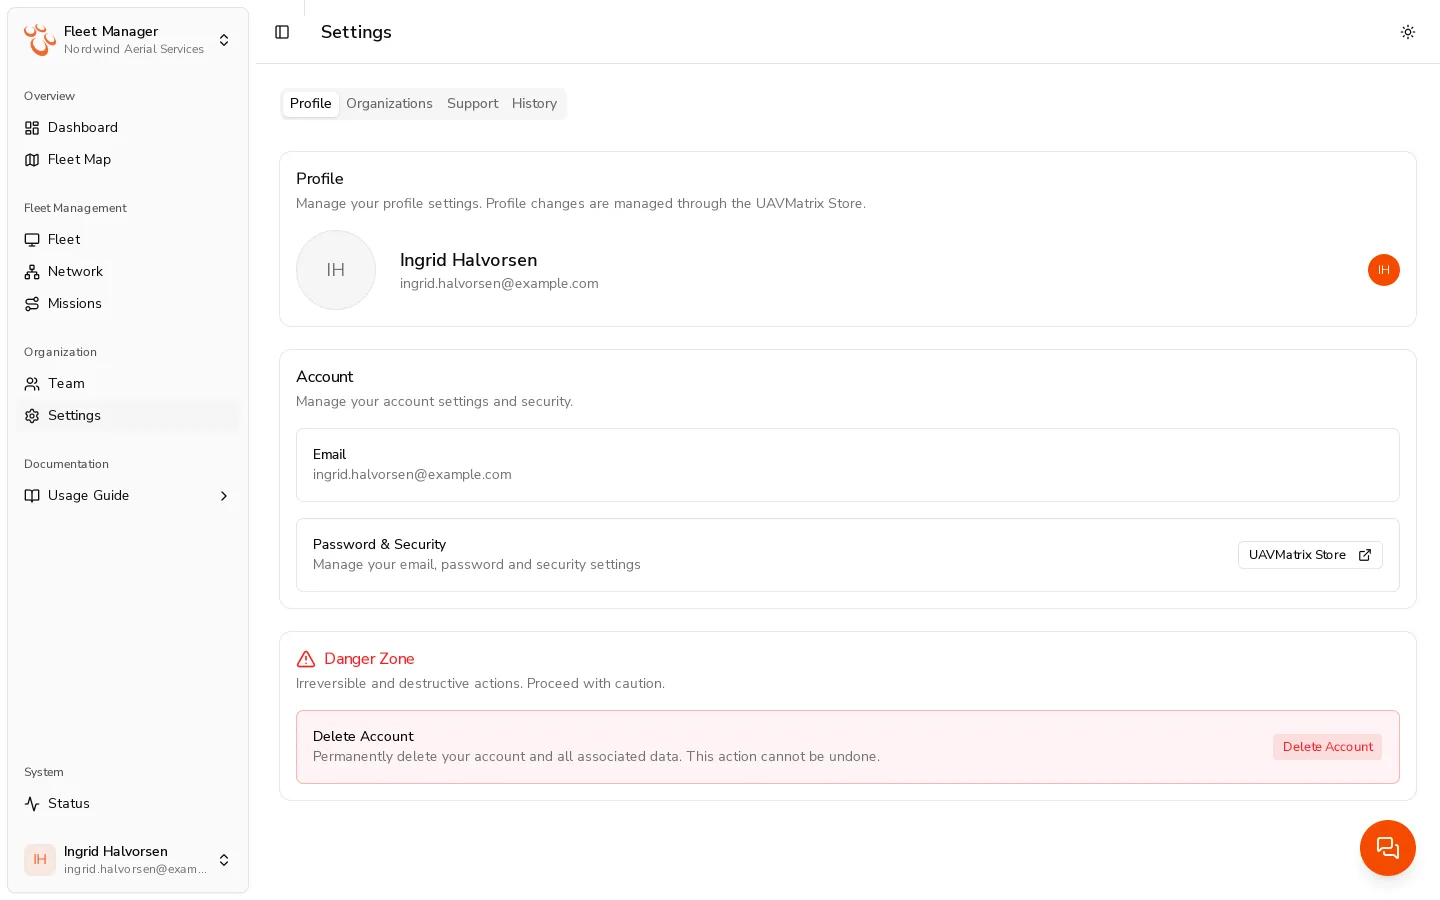 Fleet Manager
Nordwind Aerial Services
Overview
Dashboard
Fleet Map
Fleet Management
Fleet
Network
Missions
Organization
Team
Settings
Documentation
Usage Guide
System
Status
IH
Ingrid Halvorsen
ingrid.halvorsen@exam...
Settings
Profile Organizations Support History
Profile
Manage your profile settings. Profile changes are managed through the UAVMatrix Store.
IH
Ingrid Halvorsen
ingrid.halvorsen@example.com
IH
Account
Manage your account settings and security.
Email
ingrid.halvorsen@example.com
Password & Security
Manage your email, password and security settings
UAVMatrix Store
Danger Zone
Irreversible and destructive actions. Proceed with caution.
Delete Account
Permanently delete your account and all associated data. This action cannot be undone.
Delete Account